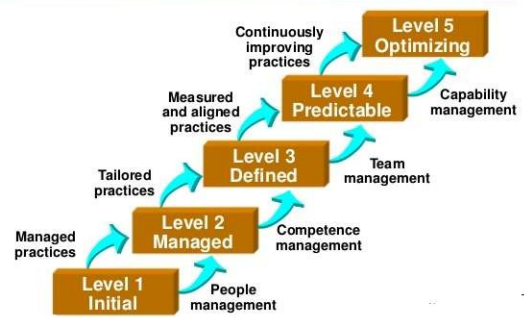 Continuously
improving
practices
Level 5
Optimizing
Measured
and aligned
practices
Level 4
Predictable
Capability
management
Tailored
practices
Level 3
Defined
Team
management
Managed
practices
Level 2
Managed
Competence
management
Level 1
Initial
People
management